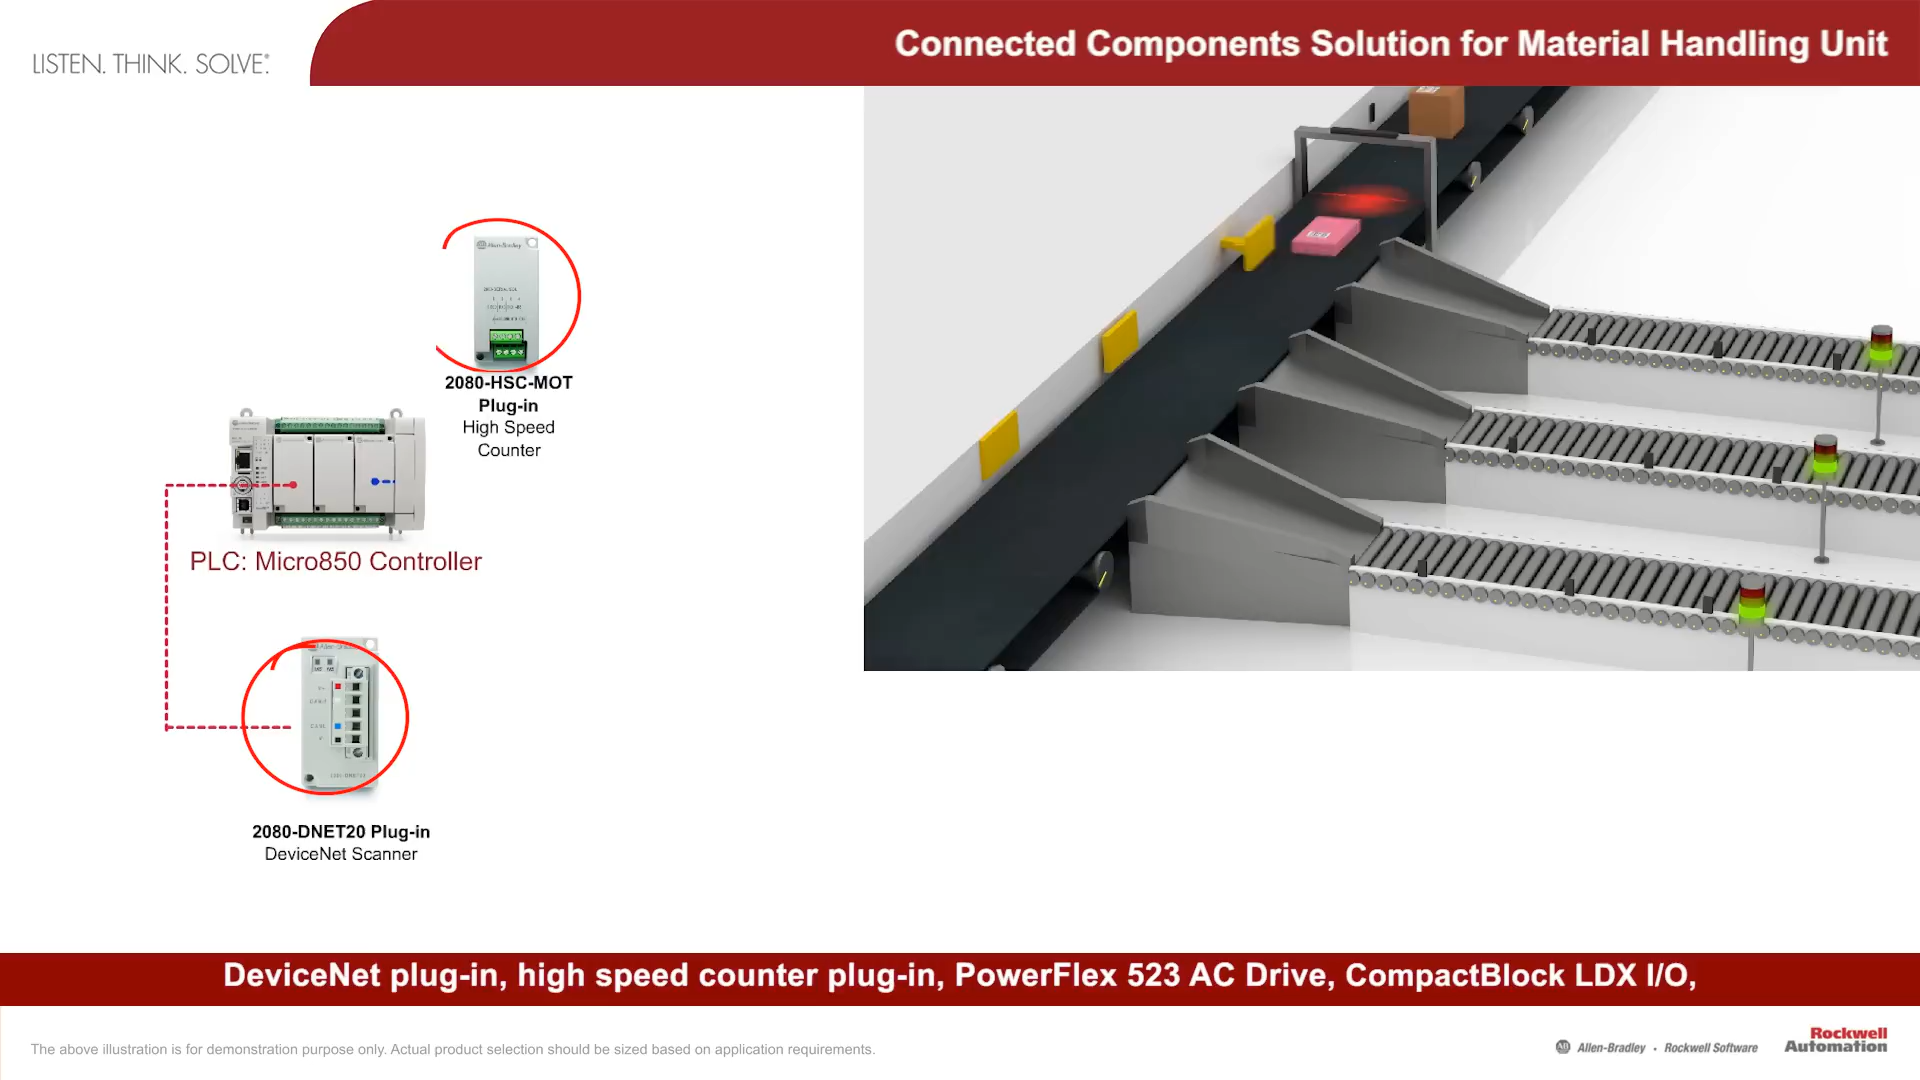 LISTEN. THINK. SOLVE.®
Connected Components Solution for Material Handling Unit
Allen-Bradley
2080-HSC-MOT
Plug-in
High Speed
Counter
PLC: Micro850 Controller
2080-DNET20 Plug-in
DeviceNet Scanner
DeviceNet plug-in, high speed counter plug-in, PowerFlex 523 AC Drive, CompactBlock LDX I/O,
The above illustration is for demonstration purpose only. Actual product selection should be sized based on application requirements.
AB Allen-Bradley • Rockwell Software
Rockwell
Automation